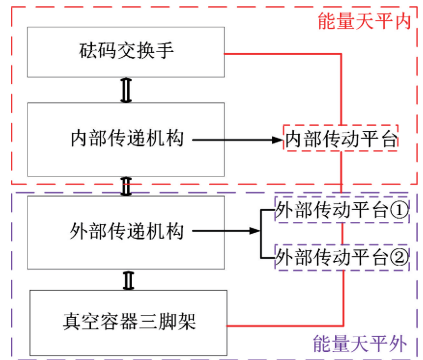 能量天平内
砝码交换手
内部传递机构
内部传动平台
外部传动平台①
外部传递机构
外部传动平台②
真空容器三脚架
能量天平外